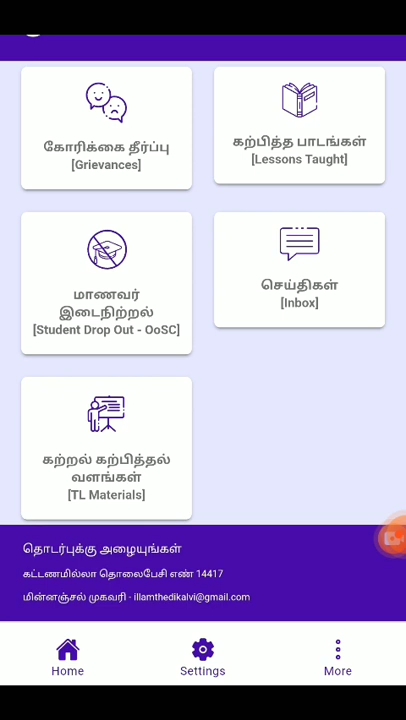 கோரிக்கை தீர்ப்பு
[Grievances]
கற்பித்த பாடங்கள்
[Lessons Taught]
மாணவர்
இடைநிற்றல்
[Student Drop Out - OoSC]
செய்திகள்
[Inbox]
கற்றல் கற்பித்தல்
வளங்கள்
[TL Materials]
தொடர்புக்கு அழையுங்கள்
கட்டணமில்லா தொலைபேசி எண் 14417
மின்னஞ்சல் முகவரி - illamthedikalvi@gmail.com
Home
Settings
More